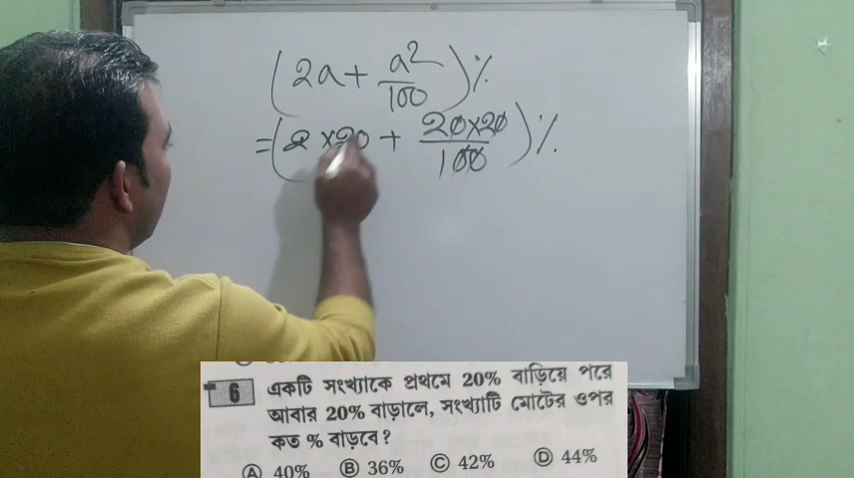 (2a + a²/100)%
= (2 × 20 + 20×20/100)%
6 একটি সংখ্যাকে প্রথমে 20% বাড়িয়ে পরে
আবার 20% বাড়ালে, সংখ্যাটি মোটের ওপর
কত % বাড়বে ?
Ⓐ 40% Ⓑ 36% Ⓒ 42% Ⓓ 44%